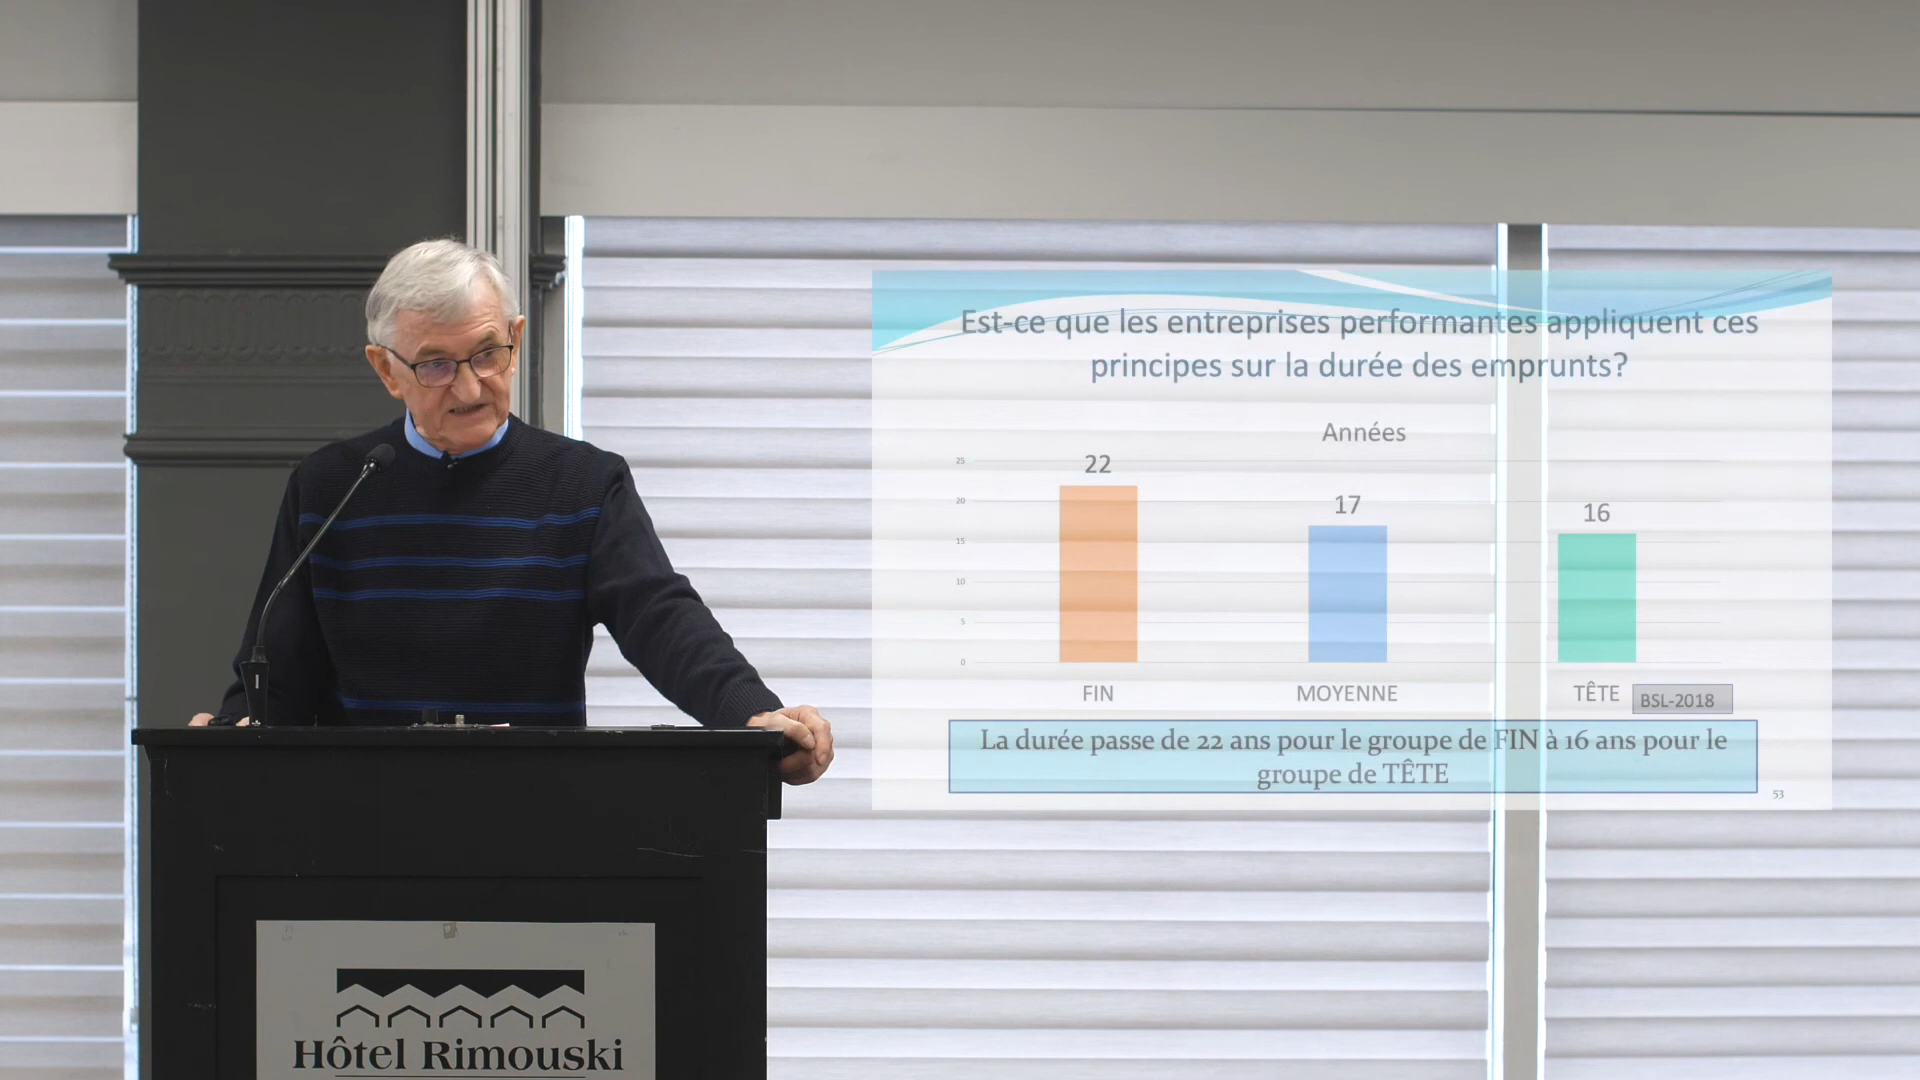 Est-ce que les entreprises performantes appliquent ces
principes sur la durée des emprunts?
Années
25
20
15
10
5
0
22
17
16
FIN
MOYENNE
TÊTE
BSL-2018
La durée passe de 22 ans pour le groupe de FIN à 16 ans pour le
groupe de TÊTE
53
Hôtel Rimouski